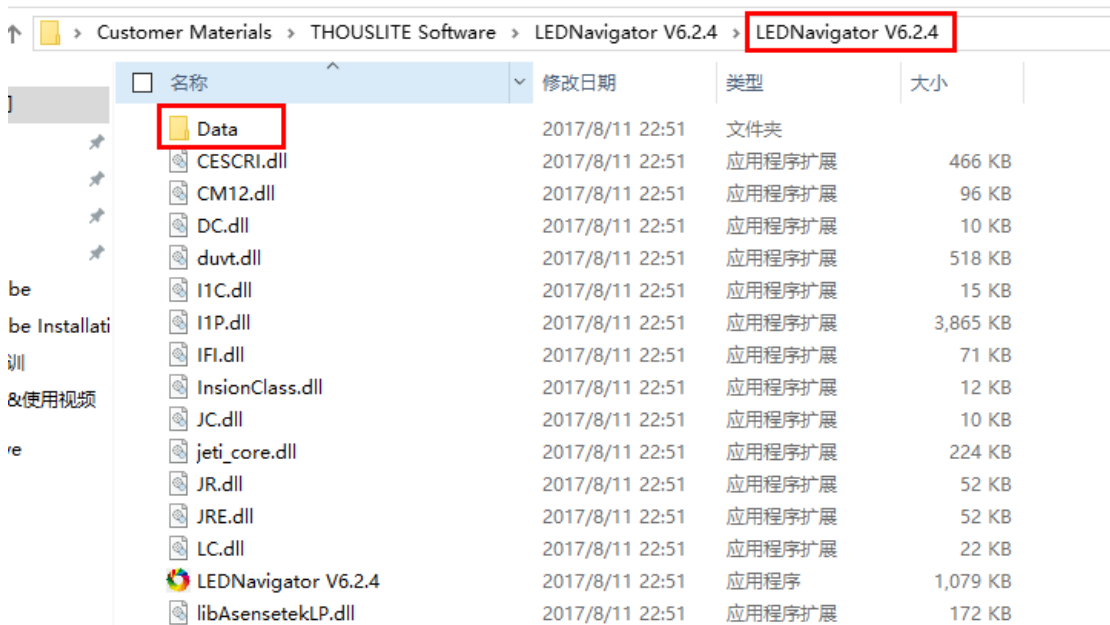 Customer Materials > THOUSLITE Software > LEDNavigator V6.2.4 > LEDNavigator V6.2.4
名称 修改日期 类型 大小
Data 2017/8/11 22:51 文件夹
CESCRI.dll 2017/8/11 22:51 应用程序扩展 466 KB
CM12.dll 2017/8/11 22:51 应用程序扩展 96 KB
DC.dll 2017/8/11 22:51 应用程序扩展 10 KB
duvt.dll 2017/8/11 22:51 应用程序扩展 518 KB
be
I1C.dll 2017/8/11 22:51 应用程序扩展 15 KB
be Installati
I1P.dll 2017/8/11 22:51 应用程序扩展 3,865 KB
训
IFI.dll 2017/8/11 22:51 应用程序扩展 71 KB
&使用视频
InsionClass.dll 2017/8/11 22:51 应用程序扩展 12 KB
JC.dll 2017/8/11 22:51 应用程序扩展 10 KB
ve
jeti_core.dll 2017/8/11 22:51 应用程序扩展 224 KB
JR.dll 2017/8/11 22:51 应用程序扩展 52 KB
JRE.dll 2017/8/11 22:51 应用程序扩展 52 KB
LC.dll 2017/8/11 22:51 应用程序扩展 22 KB
LEDNavigator V6.2.4 2017/8/11 22:51 应用程序 1,079 KB
libAsensetekLP.dll 2017/8/11 22:51 应用程序扩展 172 KB